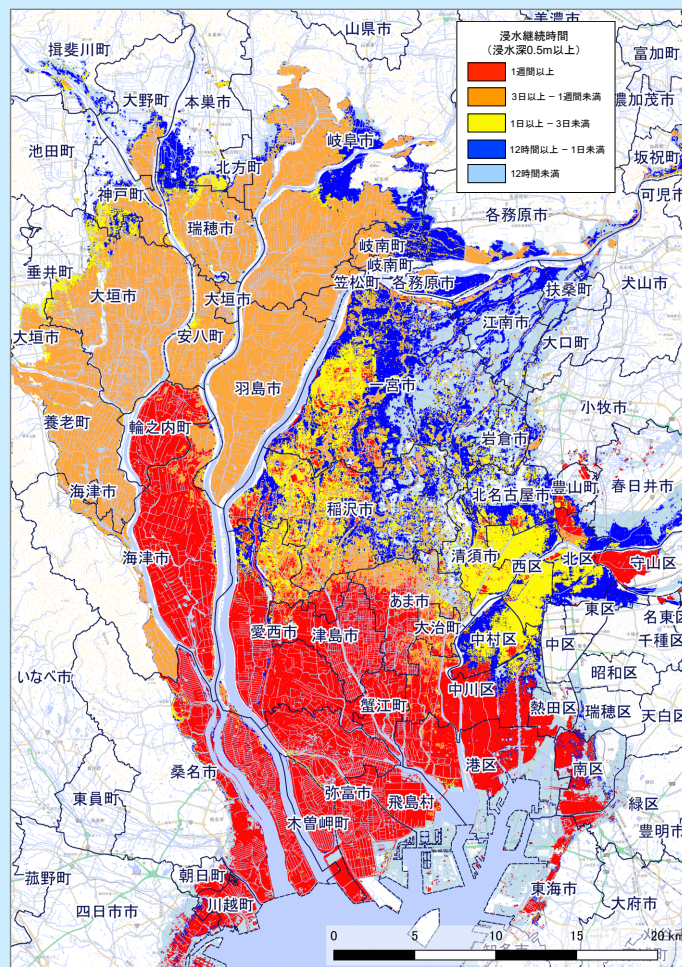 浸水継続時間
(浸水深0.5m以上)
1週間以上
3日以上 – 1週間未満
1日以上 – 3日未満
12時間以上 – 1日未満
12時間未満
山県市
美濃市
揖斐川町
富加町
大野町
本巣市
濃加茂市
岐阜市
池田町
北方町
坂祝町
神戸町
可児市
瑞穂市
各務原市
岐南町
垂井町
岐南町
笠松町
各務原市
扶桑町
犬山市
大垣市
大垣市
江南市
大垣市
安八町
大口町
羽島市
一宮市
小牧市
養老町
輪之内町
岩倉市
海津市
北名古屋市
豊山町
春日井市
稲沢市
海津市
清須市
西区
北区
守山区
あま市
東区
名東区
愛西市
津島市
大治町
中村区
中区
千種区
いなべ市
昭和区
中川区
蟹江町
熱田区
瑞穂区
天白区
港区
南区
桑名市
弥富市
飛島村
緑区
東員町
木曽岬町
豊明市
菰野町
朝日町
川越町
東海市
四日市市
大府市
0 5 10 15 20 km
知多市